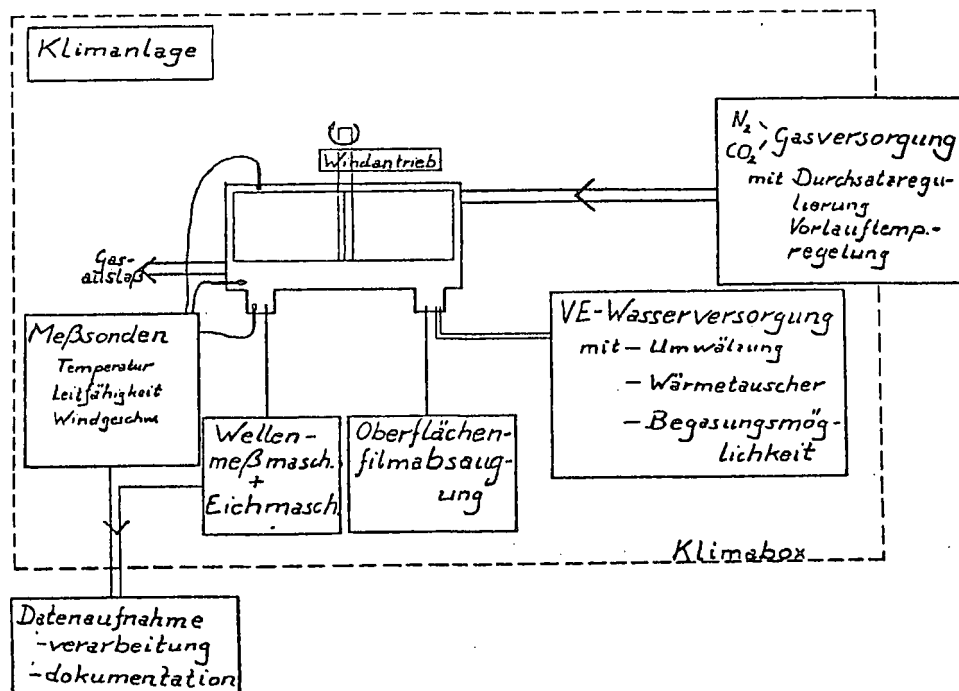 Klimanlage
Windantrieb
N₂
CO₂
Gasversorgung
mit Durchsatzregu-
lierung
Vorlauftemp.-
regelung
Gas-
auslaß
Meßsonden
Temperatur
Leitfähigkeit
Windgeschw
VE-Wasserversorgung
mit – Umwälzung
– Wärmetauscher
– Begasungsmög-
lichkeit
Wellen-
meßmasch.
+
Eichmasch.
Oberflächen-
filmabsaug-
ung
Klimabox
Datenaufnahme
-verarbeitung
-dokumentation